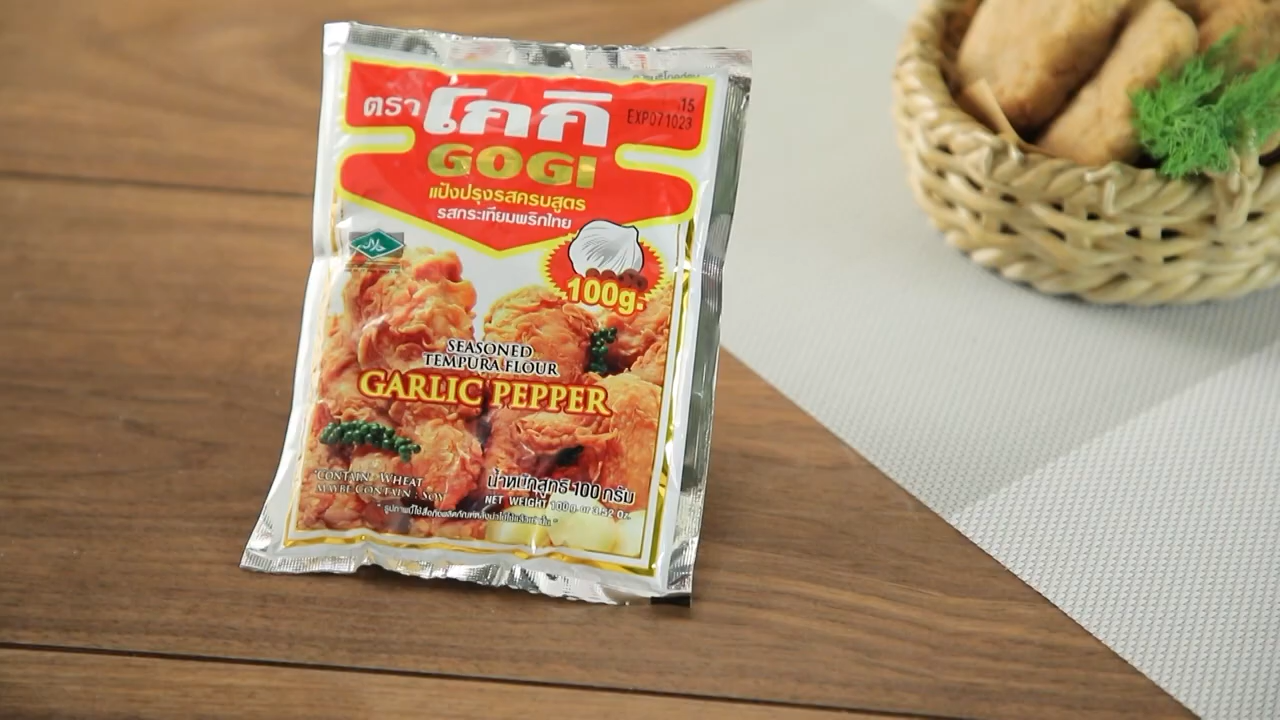 ตรา โกกิ
15
EXP071023
GOGI
แป้งปรุงรสครบสูตร
รสกระเทียมพริกไทย
حلال
100g.
SEASONED
TEMPURA FLOUR
GARLIC PEPPER
*CONTAIN : WHEAT
MAYBE CONTAIN : SOY
น้ำหนักสุทธิ 100 กรัม
NET WEIGHT 100 g. or 3.52 Oz.